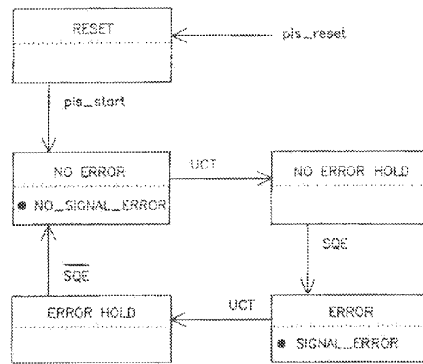 RESET
pls_reset
pls_start
NO ERROR
● NO_SIGNAL_ERROR
UCT
NO ERROR HOLD
SQE
SQE
ERROR HOLD
UCT
ERROR
● SIGNAL_ERROR